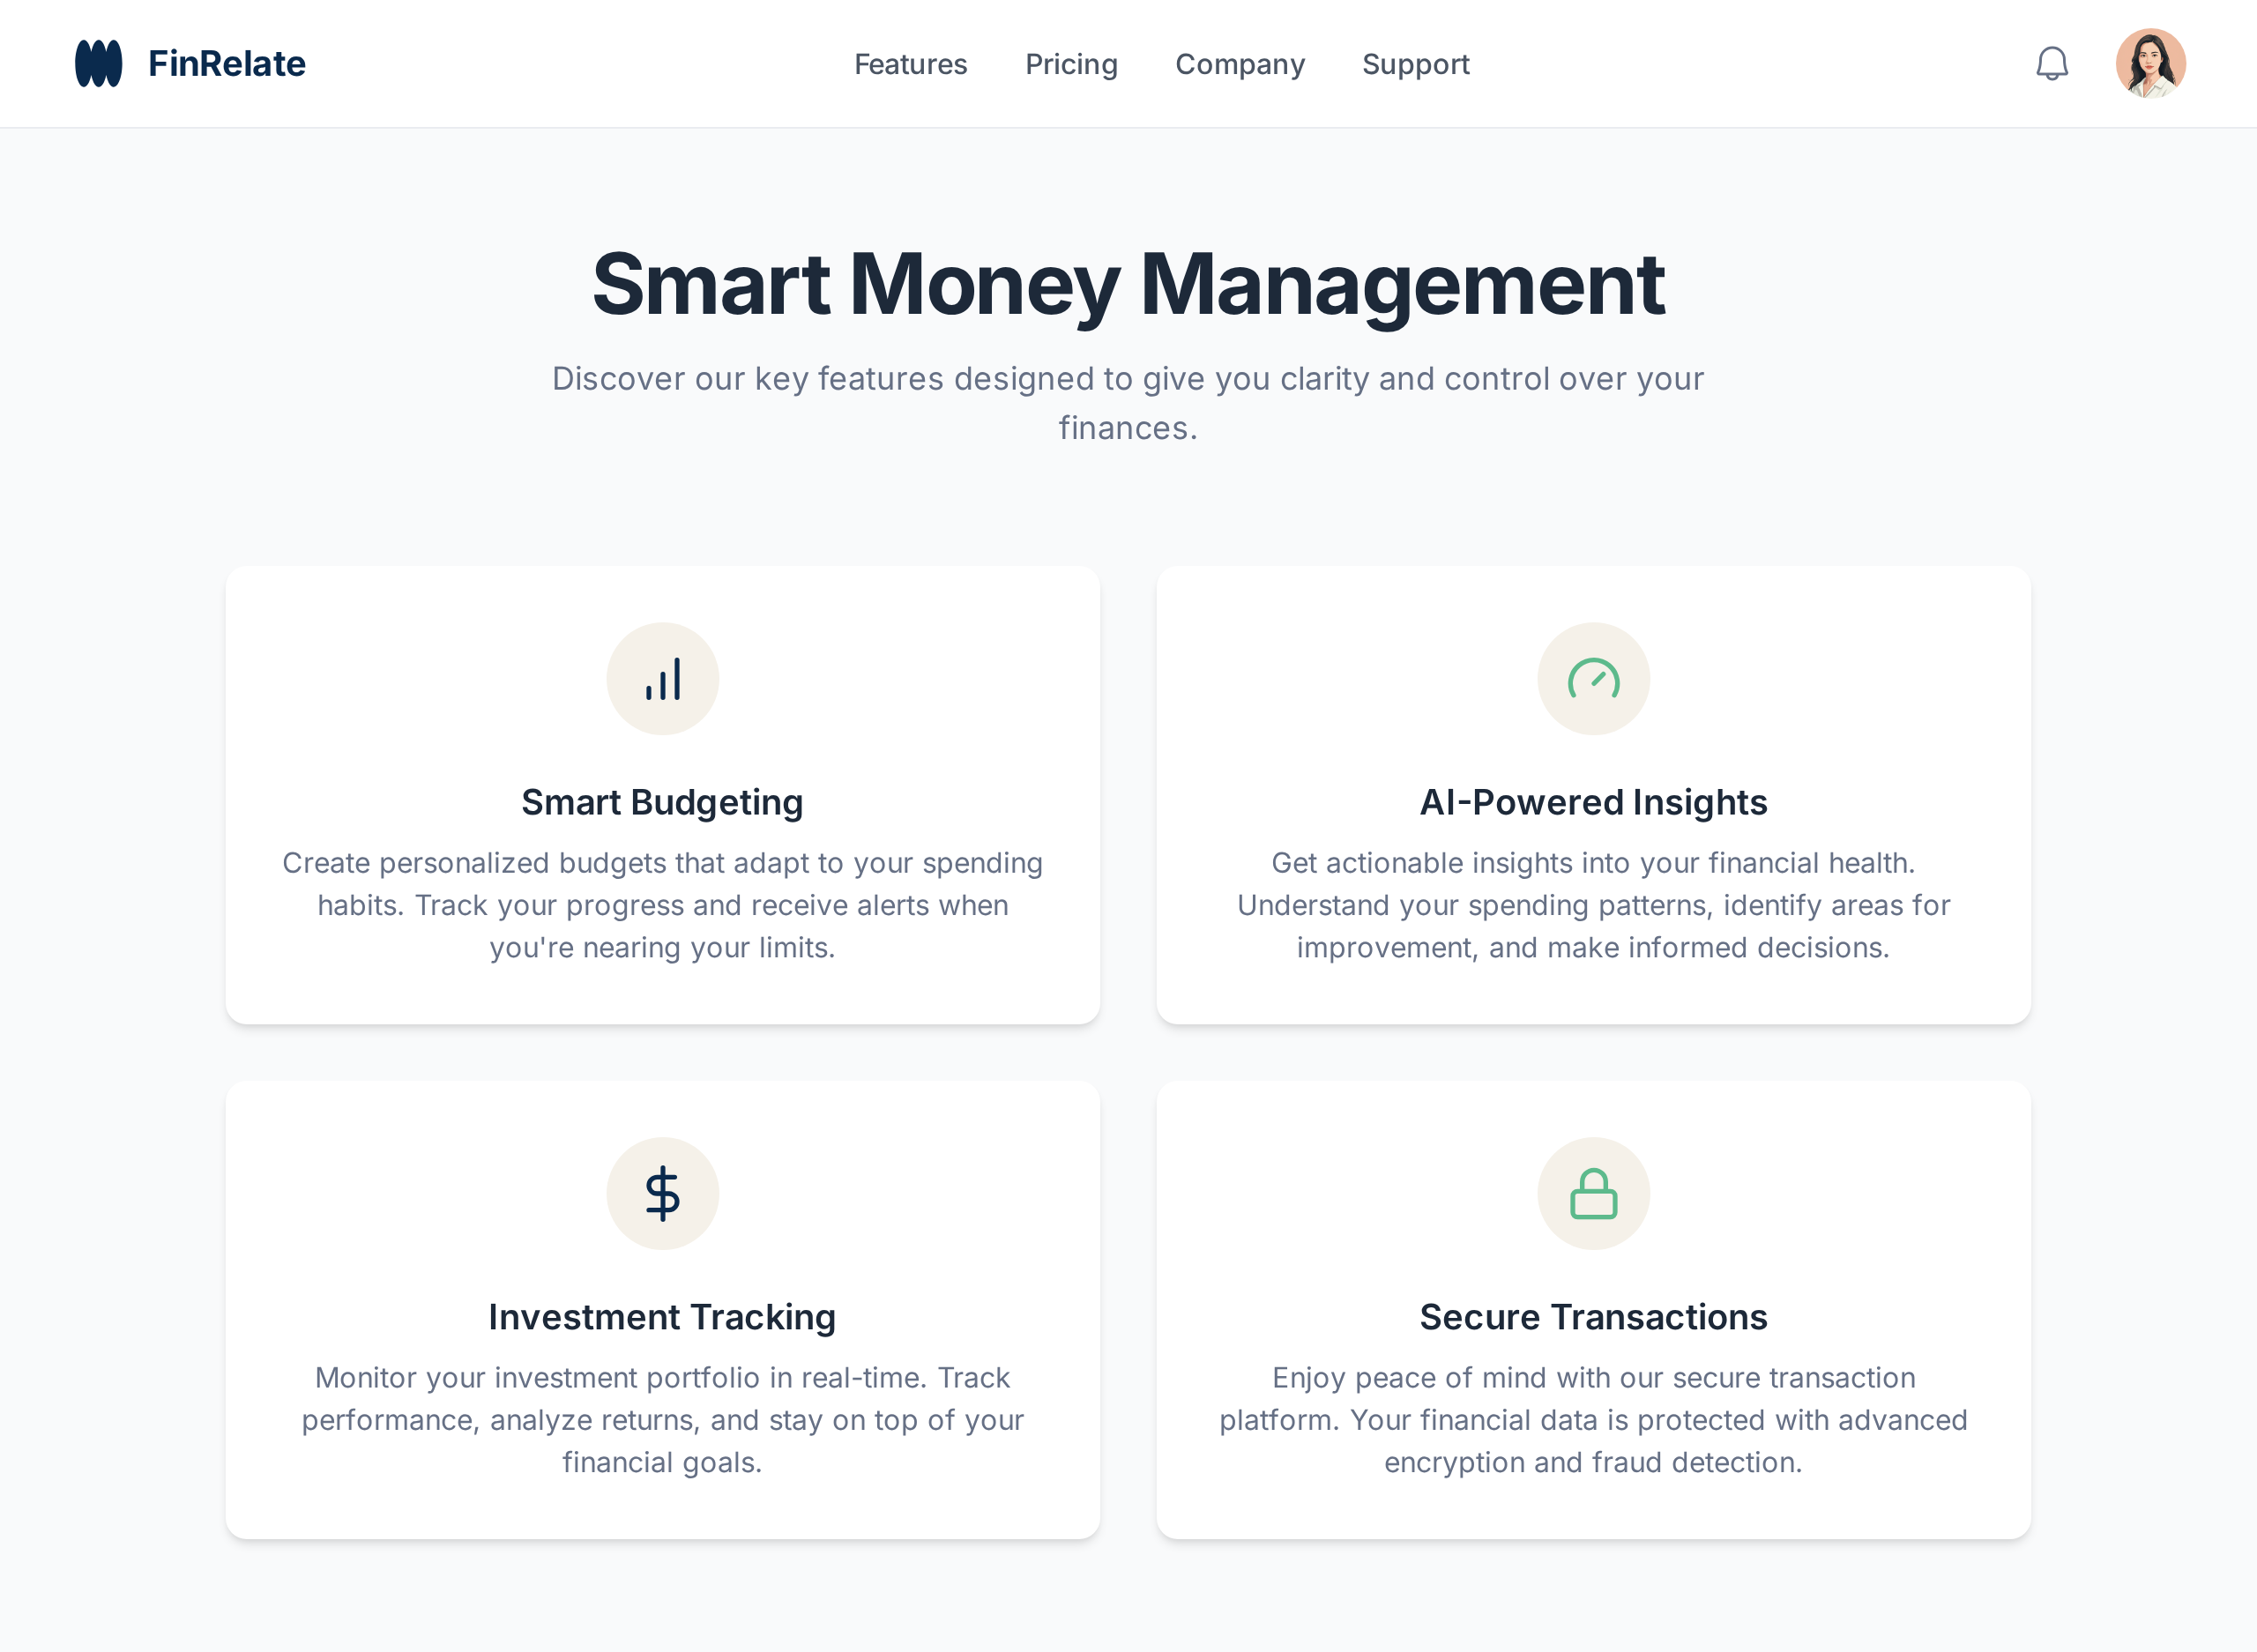 FinRelate
Features
Pricing
Company
Support
Smart Money Management
Discover our key features designed to give you clarity and control over your
finances.
Smart Budgeting
Create personalized budgets that adapt to your spending
habits. Track your progress and receive alerts when
you're nearing your limits.
AI-Powered Insights
Get actionable insights into your financial health.
Understand your spending patterns, identify areas for
improvement, and make informed decisions.
Investment Tracking
Monitor your investment portfolio in real-time. Track
performance, analyze returns, and stay on top of your
financial goals.
Secure Transactions
Enjoy peace of mind with our secure transaction
platform. Your financial data is protected with advanced
encryption and fraud detection.